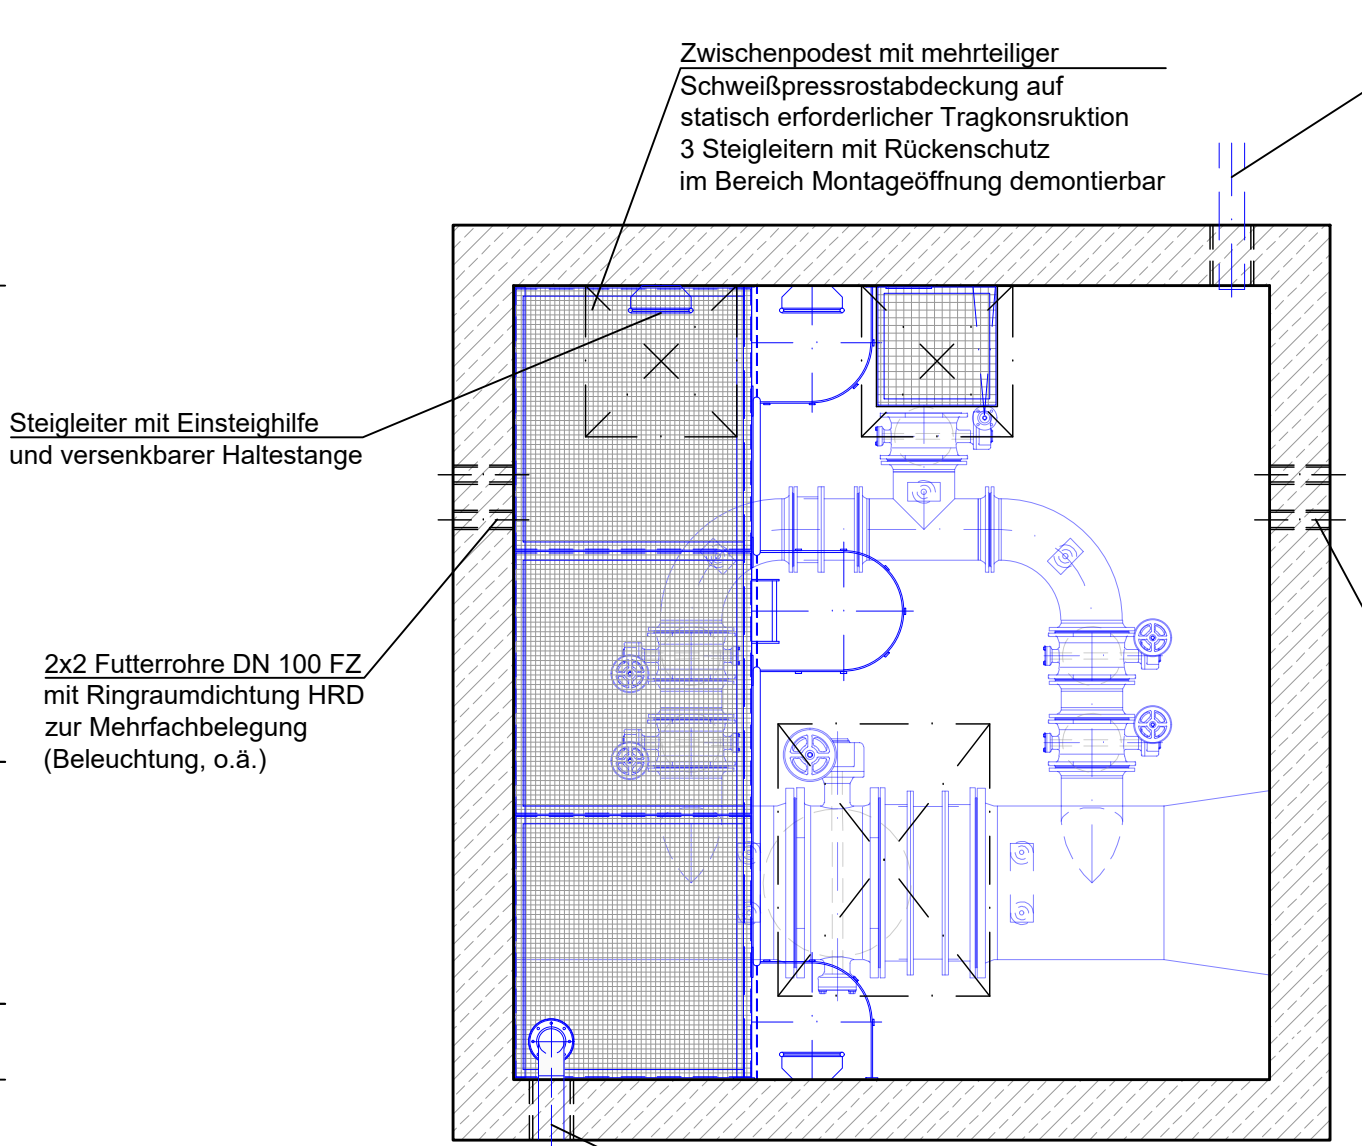 Zwischenpodest mit mehrteiliger
Schweißpressrostabdeckung auf
statisch erforderlicher Tragkonsruktion
3 Steigleitern mit Rückenschutz
im Bereich Montageöffnung demontierbar
Steigleiter mit Einsteighilfe
und versenkbarer Haltestange
2x2 Futterrohre DN 100 FZ
mit Ringraumdichtung HRD
zur Mehrfachbelegung
(Beleuchtung, o.ä.)